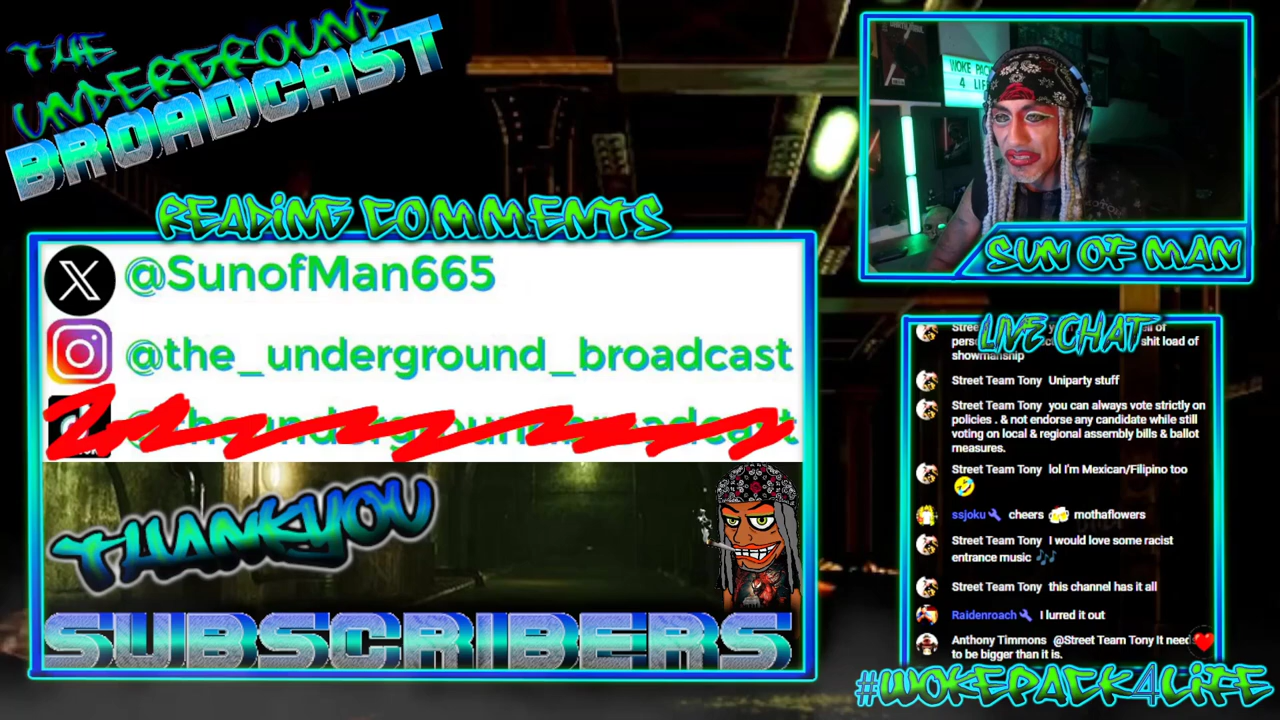 THE
UNDERGROUND
BROADCAST
READING COMMENTS
@SunofMan665
@the_underground_broadcast
THANKYOU
SUBSCRIBERS
WOKE PACK
4 LIFE
SUN OF MAN
LIVE CHAT
shit load of
showmanship
Street Team Tony Uniparty stuff
Street Team Tony you can always vote strictly on
policies . & not endorse any candidate while still
voting on local & regional assembly bills & ballot
measures.
Street Team Tony lol I'm Mexican/Filipino too
🤣
ssjoku🔧 cheers 🍻 mothaflowers
Street Team Tony I would love some racist
entrance music 🎶
Street Team Tony this channel has it all
Raidenroach🔧 I lurred it out
Anthony Timmons @Street Team Tony It need
to be bigger than it is.
#WOKEPACK4LIFE